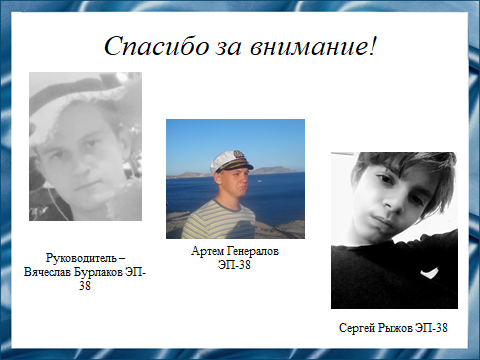 Спасибо за внимание!
Руководитель –
Вячеслав Бурлаков ЭП-
38
Артем Генералов
ЭП-38
Сергей Рыжов ЭП-38